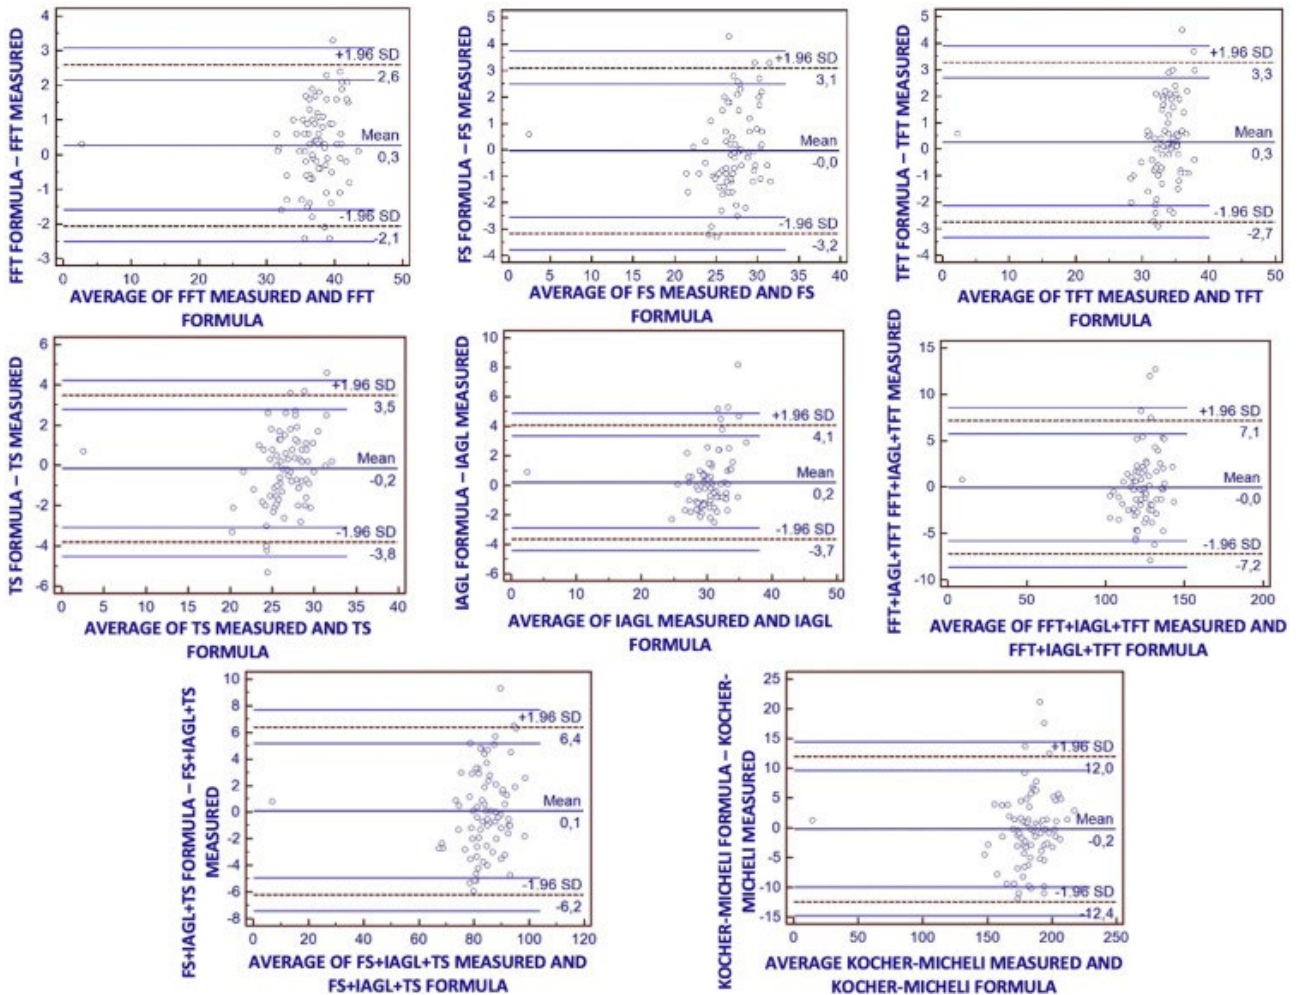 FFT FORMULA – FFT MEASURED
4
3
2
1
0
-1
-2
-3
+1.96 SD
2,6
Mean
0,3
-1.96 SD
-2,1
0 10 20 30 40 50
AVERAGE OF FFT MEASURED AND FFT
FORMULA
FS FORMULA – FS MEASURED
5
4
3
2
1
0
-1
-2
-3
-4
+1.96 SD
3,1
Mean
-0,0
-1.96 SD
-3,2
0 5 10 15 20 25 30 35 40
AVERAGE OF FS MEASURED AND FS
FORMULA
TFT FORMULA – TFT MEASURED
5
4
3
2
1
0
-1
-2
-3
-4
+1.96 SD
3,3
Mean
0,3
-1.96 SD
-2,7
0 10 20 30 40 50
AVERAGE OF TFT MEASURED AND TFT
FORMULA
TS FORMULA – TS MEASURED
6
4
2
0
-2
-4
-6
+1.96 SD
3,5
Mean
-0,2
-1.96 SD
-3,8
0 5 10 15 20 25 30 35 40
AVERAGE OF TS MEASURED AND TS
FORMULA
IAGL FORMULA – IAGL MEASURED
10
8
6
4
2
0
-2
-4
-6
+1.96 SD
4,1
Mean
0,2
-1.96 SD
-3,7
0 10 20 30 40 50
AVERAGE OF IAGL MEASURED AND IAGL
FORMULA
FFT+IAGL+TFT FFT+IAGL+TFT MEASURED
15
10
5
0
-5
-10
+1.96 SD
7,1
Mean
-0,0
-1.96 SD
-7,2
0 50 100 150 200
AVERAGE OF FFT+IAGL+TFT MEASURED AND
FFT+IAGL+TFT FORMULA
FS+IAGL+TS FORMULA – FS+IAGL+TS
MEASURED
10
8
6
4
2
0
-2
-4
-6
-8
+1.96 SD
6,4
Mean
0,1
-1.96 SD
-6,2
0 20 40 60 80 100 120
AVERAGE OF FS+IAGL+TS MEASURED AND
FS+IAGL+TS FORMULA
KOCHER-MICHELI FORMULA – KOCHER-
MICHELI MEASURED
25
20
15
10
5
0
-5
-10
-15
+1.96 SD
12,0
Mean
-0,2
-1.96 SD
-12,4
0 50 100 150 200 250
AVERAGE KOCHER-MICHELI MEASURED AND
KOCHER-MICHELI FORMULA